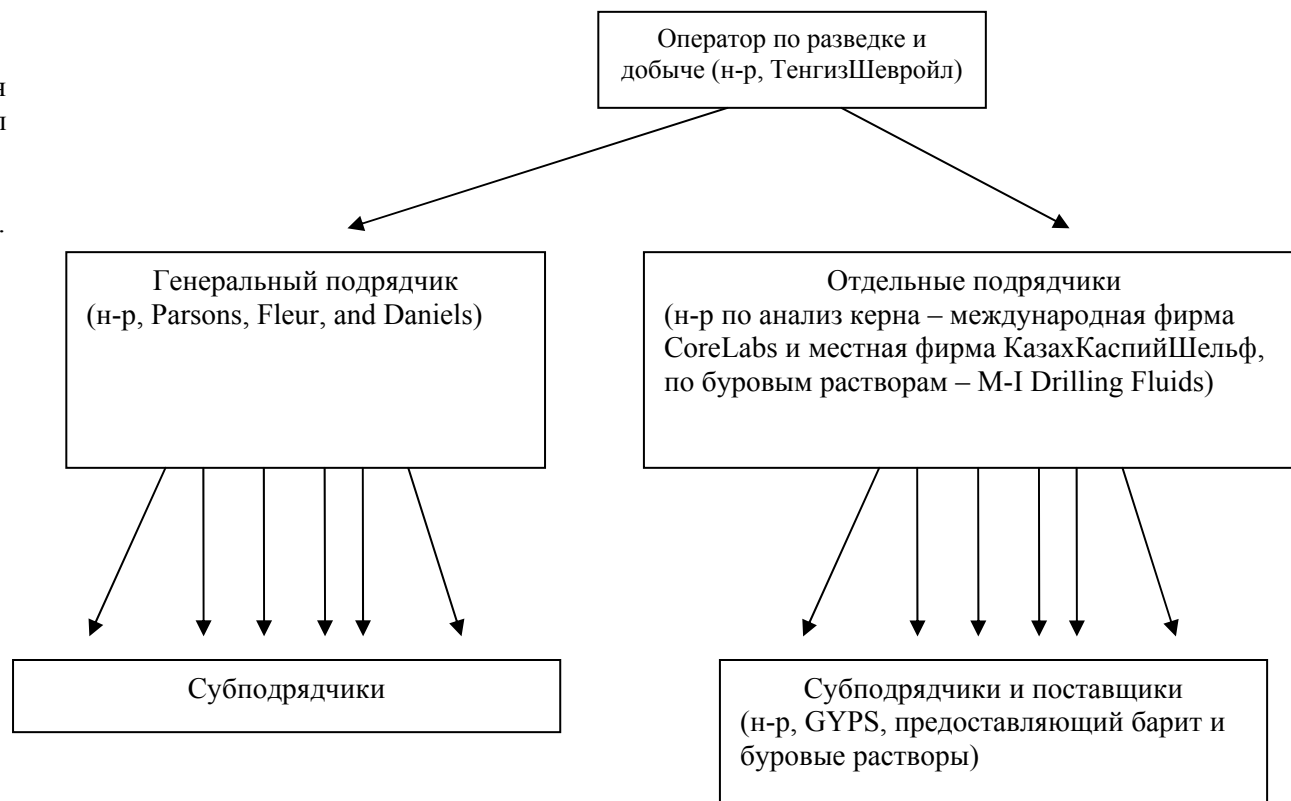 Оператор по разведке и
добыче (н-р, ТенгизШевройл)
я
Генеральный подрядчик
(н-р, Parsons, Fleur, and Daniels)
Отдельные подрядчики
(н-р по анализ керна – международная фирма
CoreLabs и местная фирма КазахКаспийШельф,
по буровым растворам – M-I Drilling Fluids)
Субподрядчики
Субподрядчики и поставщики
(н-р, GYPS, предоставляющий барит и
буровые растворы)